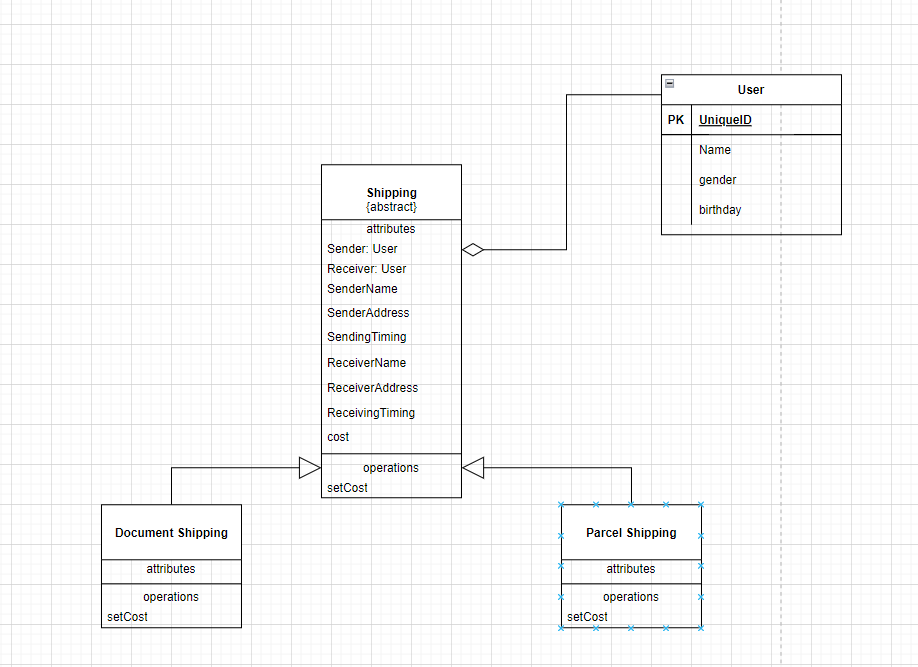 User
PK UniqueID
Name
gender
birthday
Shipping
{abstract}
attributes
Sender: User
Receiver: User
SenderName
SenderAddress
SendingTiming
ReceiverName
ReceiverAddress
ReceivingTiming
cost
operations
setCost
Document Shipping
attributes
operations
setCost
Parcel Shipping
attributes
operations
setCost